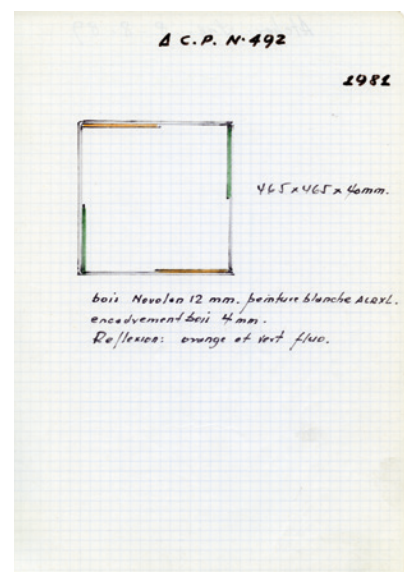 Δ C.P. N. 492
1981
465 x 465 x 40mm.
bois Novolan 12 mm. peinture blanche ACRYL.
encadrement bois 4 mm.
Reflexion: orange et vert fluo.